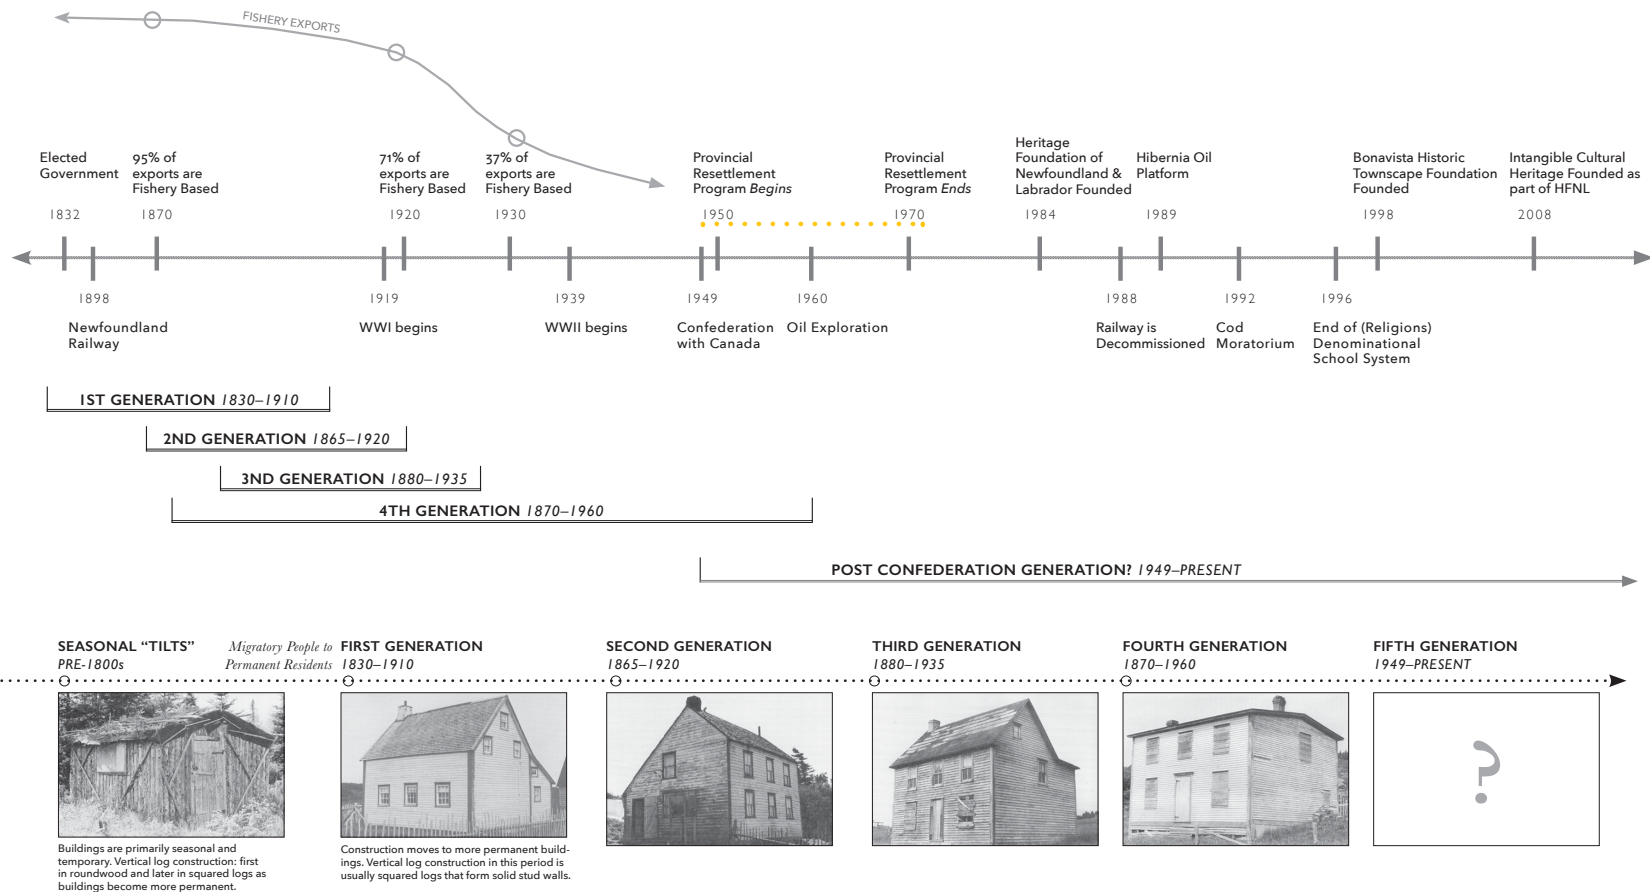 FISHERY EXPORTS
Elected
Government
1832
95% of
exports are
Fishery Based
1870
71% of
exports are
Fishery Based
1920
37% of
exports are
Fishery Based
1930
Provincial
Resettlement
Program Begins
1950
Provincial
Resettlement
Program Ends
1970
Heritage
Foundation of
Newfoundland &
Labrador Founded
1984
Hibernia Oil
Platform
1989
Bonavista Historic
Townscape Foundation
Founded
1998
Intangible Cultural
Heritage Founded as
part of HFNL
2008
1898
Newfoundland
Railway
1919
WWI begins
1939
WWII begins
1949
Confederation
with Canada
1960
Oil Exploration
1988
Railway is
Decommissioned
1992
Cod
Moratorium
1996
End of (Religions)
Denominational
School System
1ST GENERATION 1830–1910
2ND GENERATION 1865–1920
3ND GENERATION 1880–1935
4TH GENERATION 1870–1960
POST CONFEDERATION GENERATION? 1949–PRESENT
SEASONAL “TILTS”
PRE-1800s
Migratory People to
Permanent Residents
FIRST GENERATION
1830–1910
SECOND GENERATION
1865–1920
THIRD GENERATION
1880–1935
FOURTH GENERATION
1870–1960
FIFTH GENERATION
1949–PRESENT
?
Buildings are primarily seasonal and
temporary. Vertical log construction: first
in roundwood and later in squared logs as
buildings become more permanent.
Construction moves to more permanent build-
ings. Vertical log construction in this period is
usually squared logs that form solid stud walls.